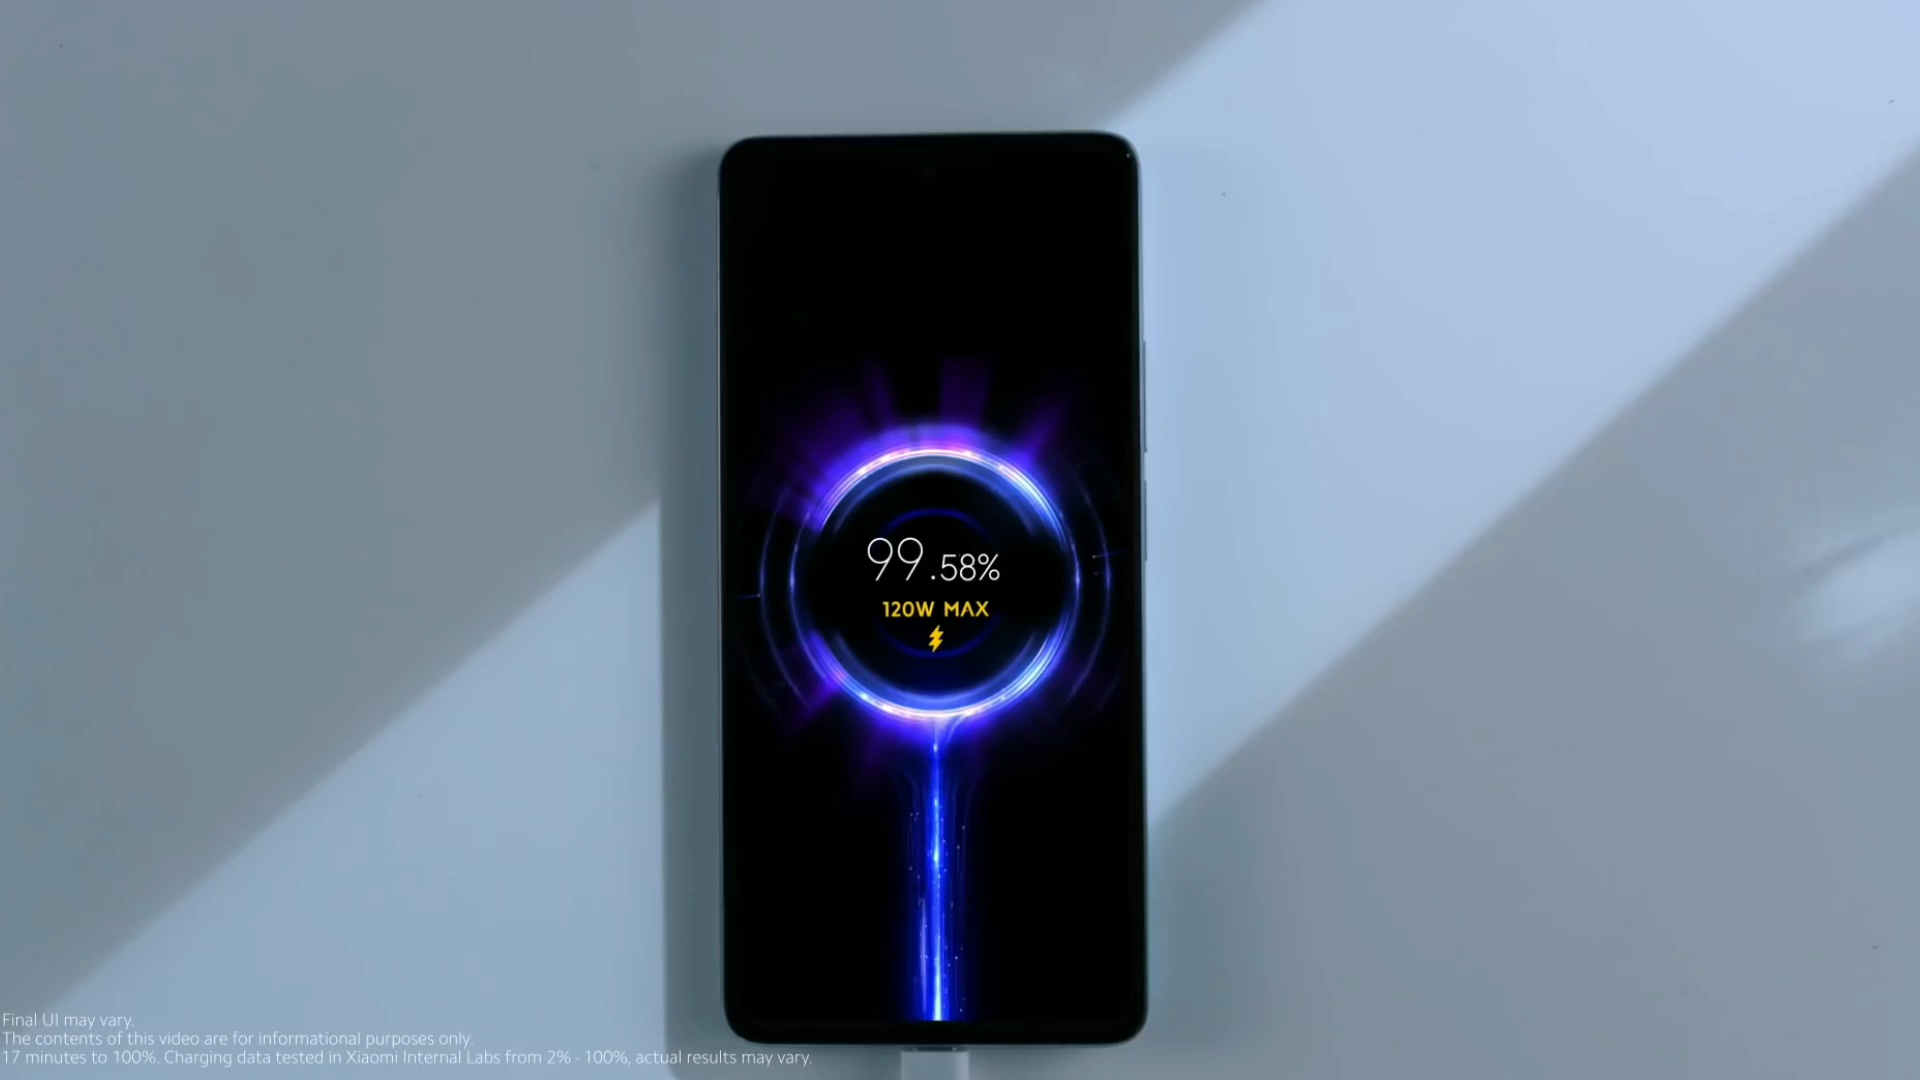 99.58%
120W MAX
Final UI may vary.
The contents of this video are for informational purposes only.
17 minutes to 100%. Charging data tested in Xiaomi Internal Labs from 2% - 100%, actual results may vary.